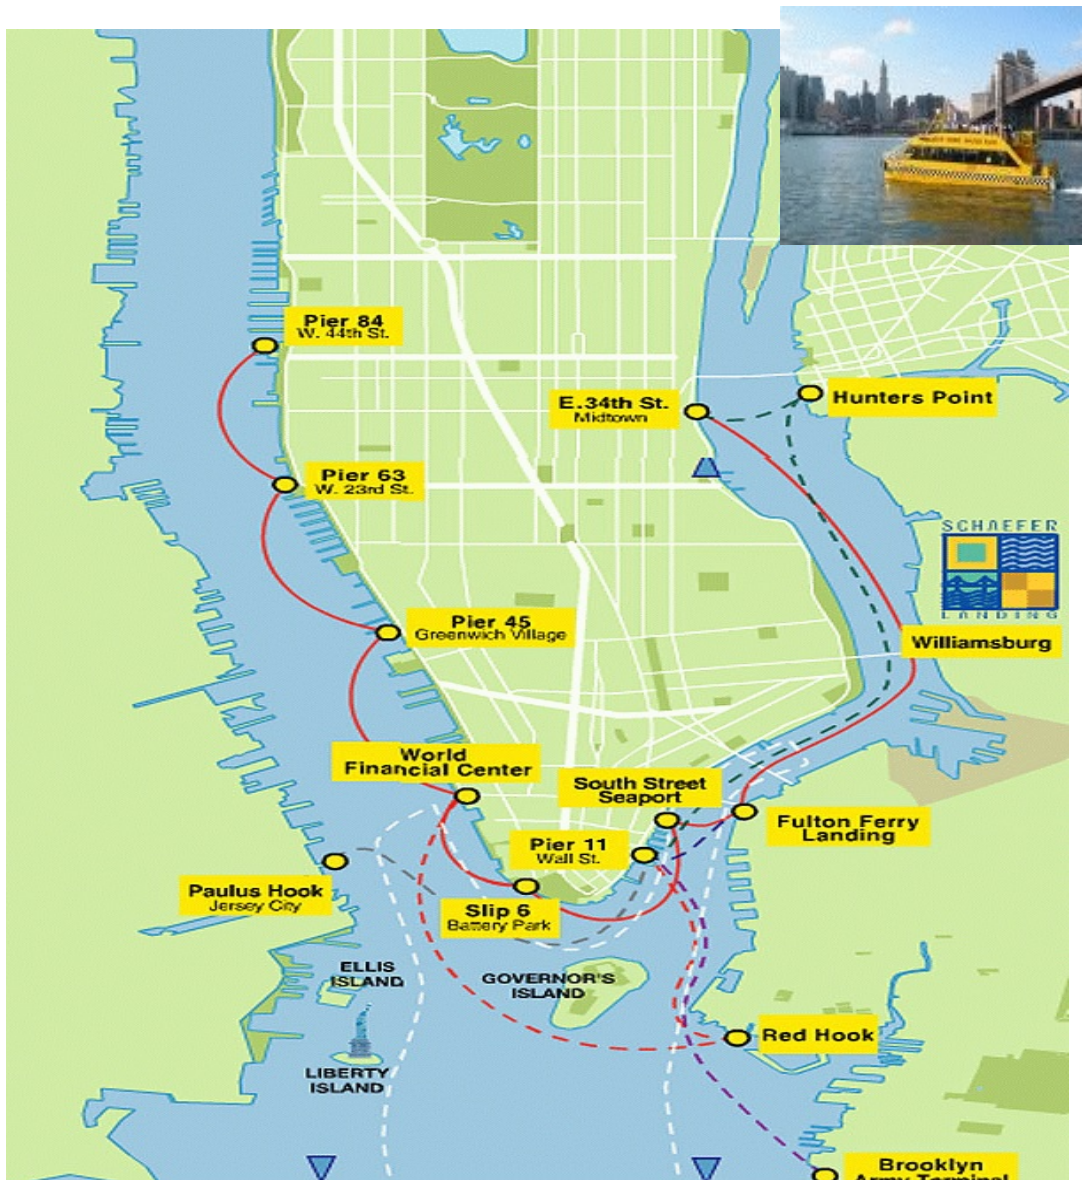 Pier 84
W. 44th St.
E.34th St.
Midtown
Hunters Point
Pier 63
W. 23rd St.
SCHAEFER
LANDING
Pier 45
Greenwich Village
Williamsburg
World
Financial Center
South Street
Seaport
Fulton Ferry
Landing
Pier 11
Wall St.
Paulus Hook
Jersey City
Slip 6
Battery Park
ELLIS
ISLAND
GOVERNOR'S
ISLAND
Red Hook
LIBERTY
ISLAND
Brooklyn
Army Terminal